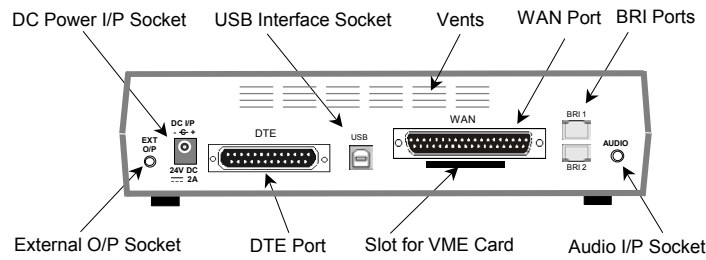 DC Power I/P Socket
USB Interface Socket
Vents
WAN Port
BRI Ports
DC I/P
- +
EXT
O/P
24V DC
2A
DTE
USB
WAN
BRI 1
BRI 2
AUDIO
External O/P Socket
DTE Port
Slot for VME Card
Audio I/P Socket